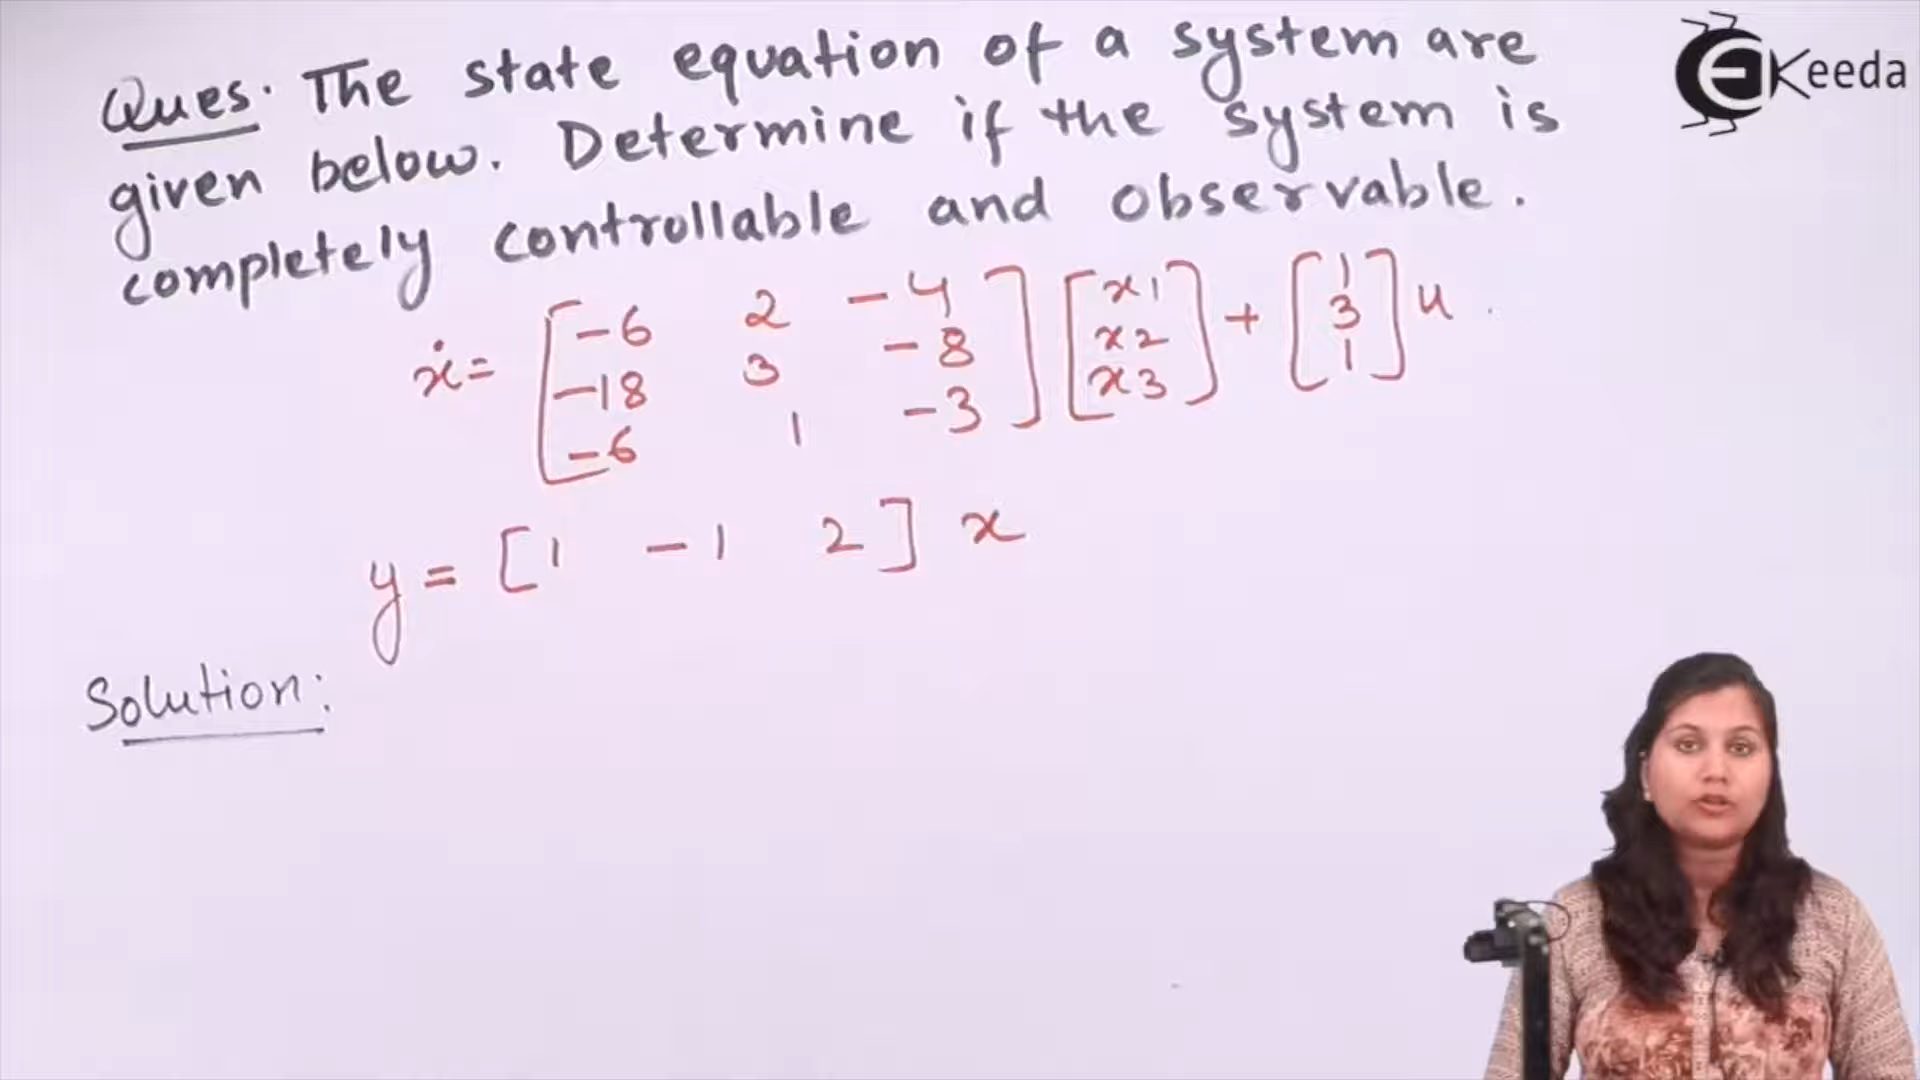 Ques. The state equation of a system are
given below. Determine if the system is
completely controllable and observable.
ẋ = [-6 2 -4; -18 3 -8; -6 1 -3] [x1; x2; x3] + [1; 3; 1] u
y = [1 -1 2] x
Solution:
EKeeda